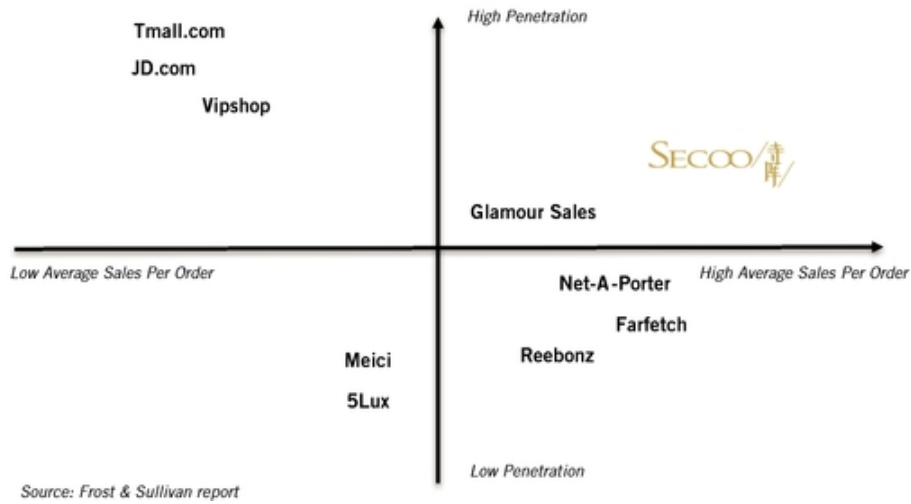 High Penetration
Tmall.com
JD.com
Vipshop
SECOO/寺库/
Glamour Sales
Low Average Sales Per Order
High Average Sales Per Order
Net-A-Porter
Farfetch
Reebonz
Meici
5Lux
Low Penetration
Source: Frost & Sullivan report